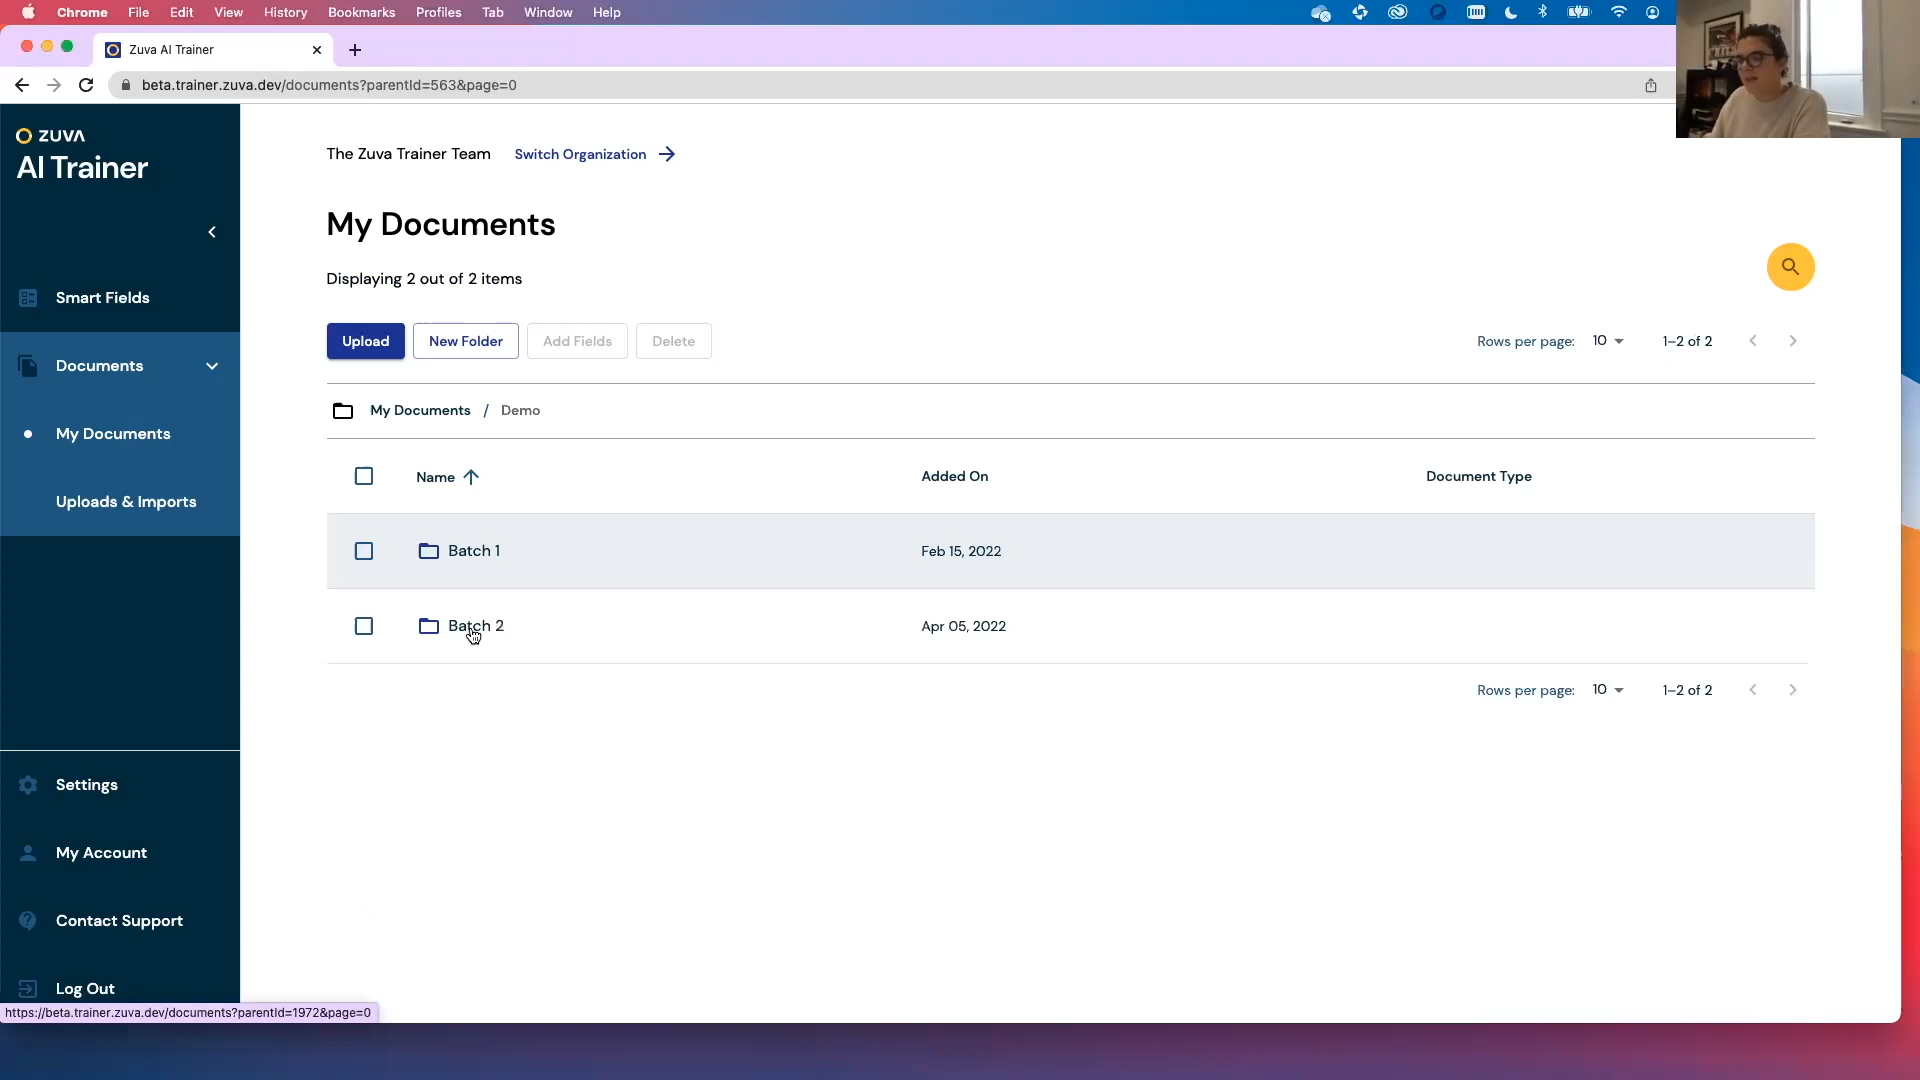 Chrome File Edit View History Bookmarks Profiles Tab Window Help
Zuva AI Trainer
beta.trainer.zuva.dev/documents?parentId=563&page=0
ZUVA
AI Trainer
Smart Fields
Documents
My Documents
Uploads & Imports
Settings
My Account
Contact Support
Log Out
The Zuva Trainer Team Switch Organization
My Documents
Displaying 2 out of 2 items
Upload New Folder Add Fields Delete Rows per page: 10 1–2 of 2
My Documents / Demo
Name Added On Document Type
Batch 1 Feb 15, 2022
Batch 2 Apr 05, 2022
Rows per page: 10 1–2 of 2
https://beta.trainer.zuva.dev/documents?parentId=1972&page=0